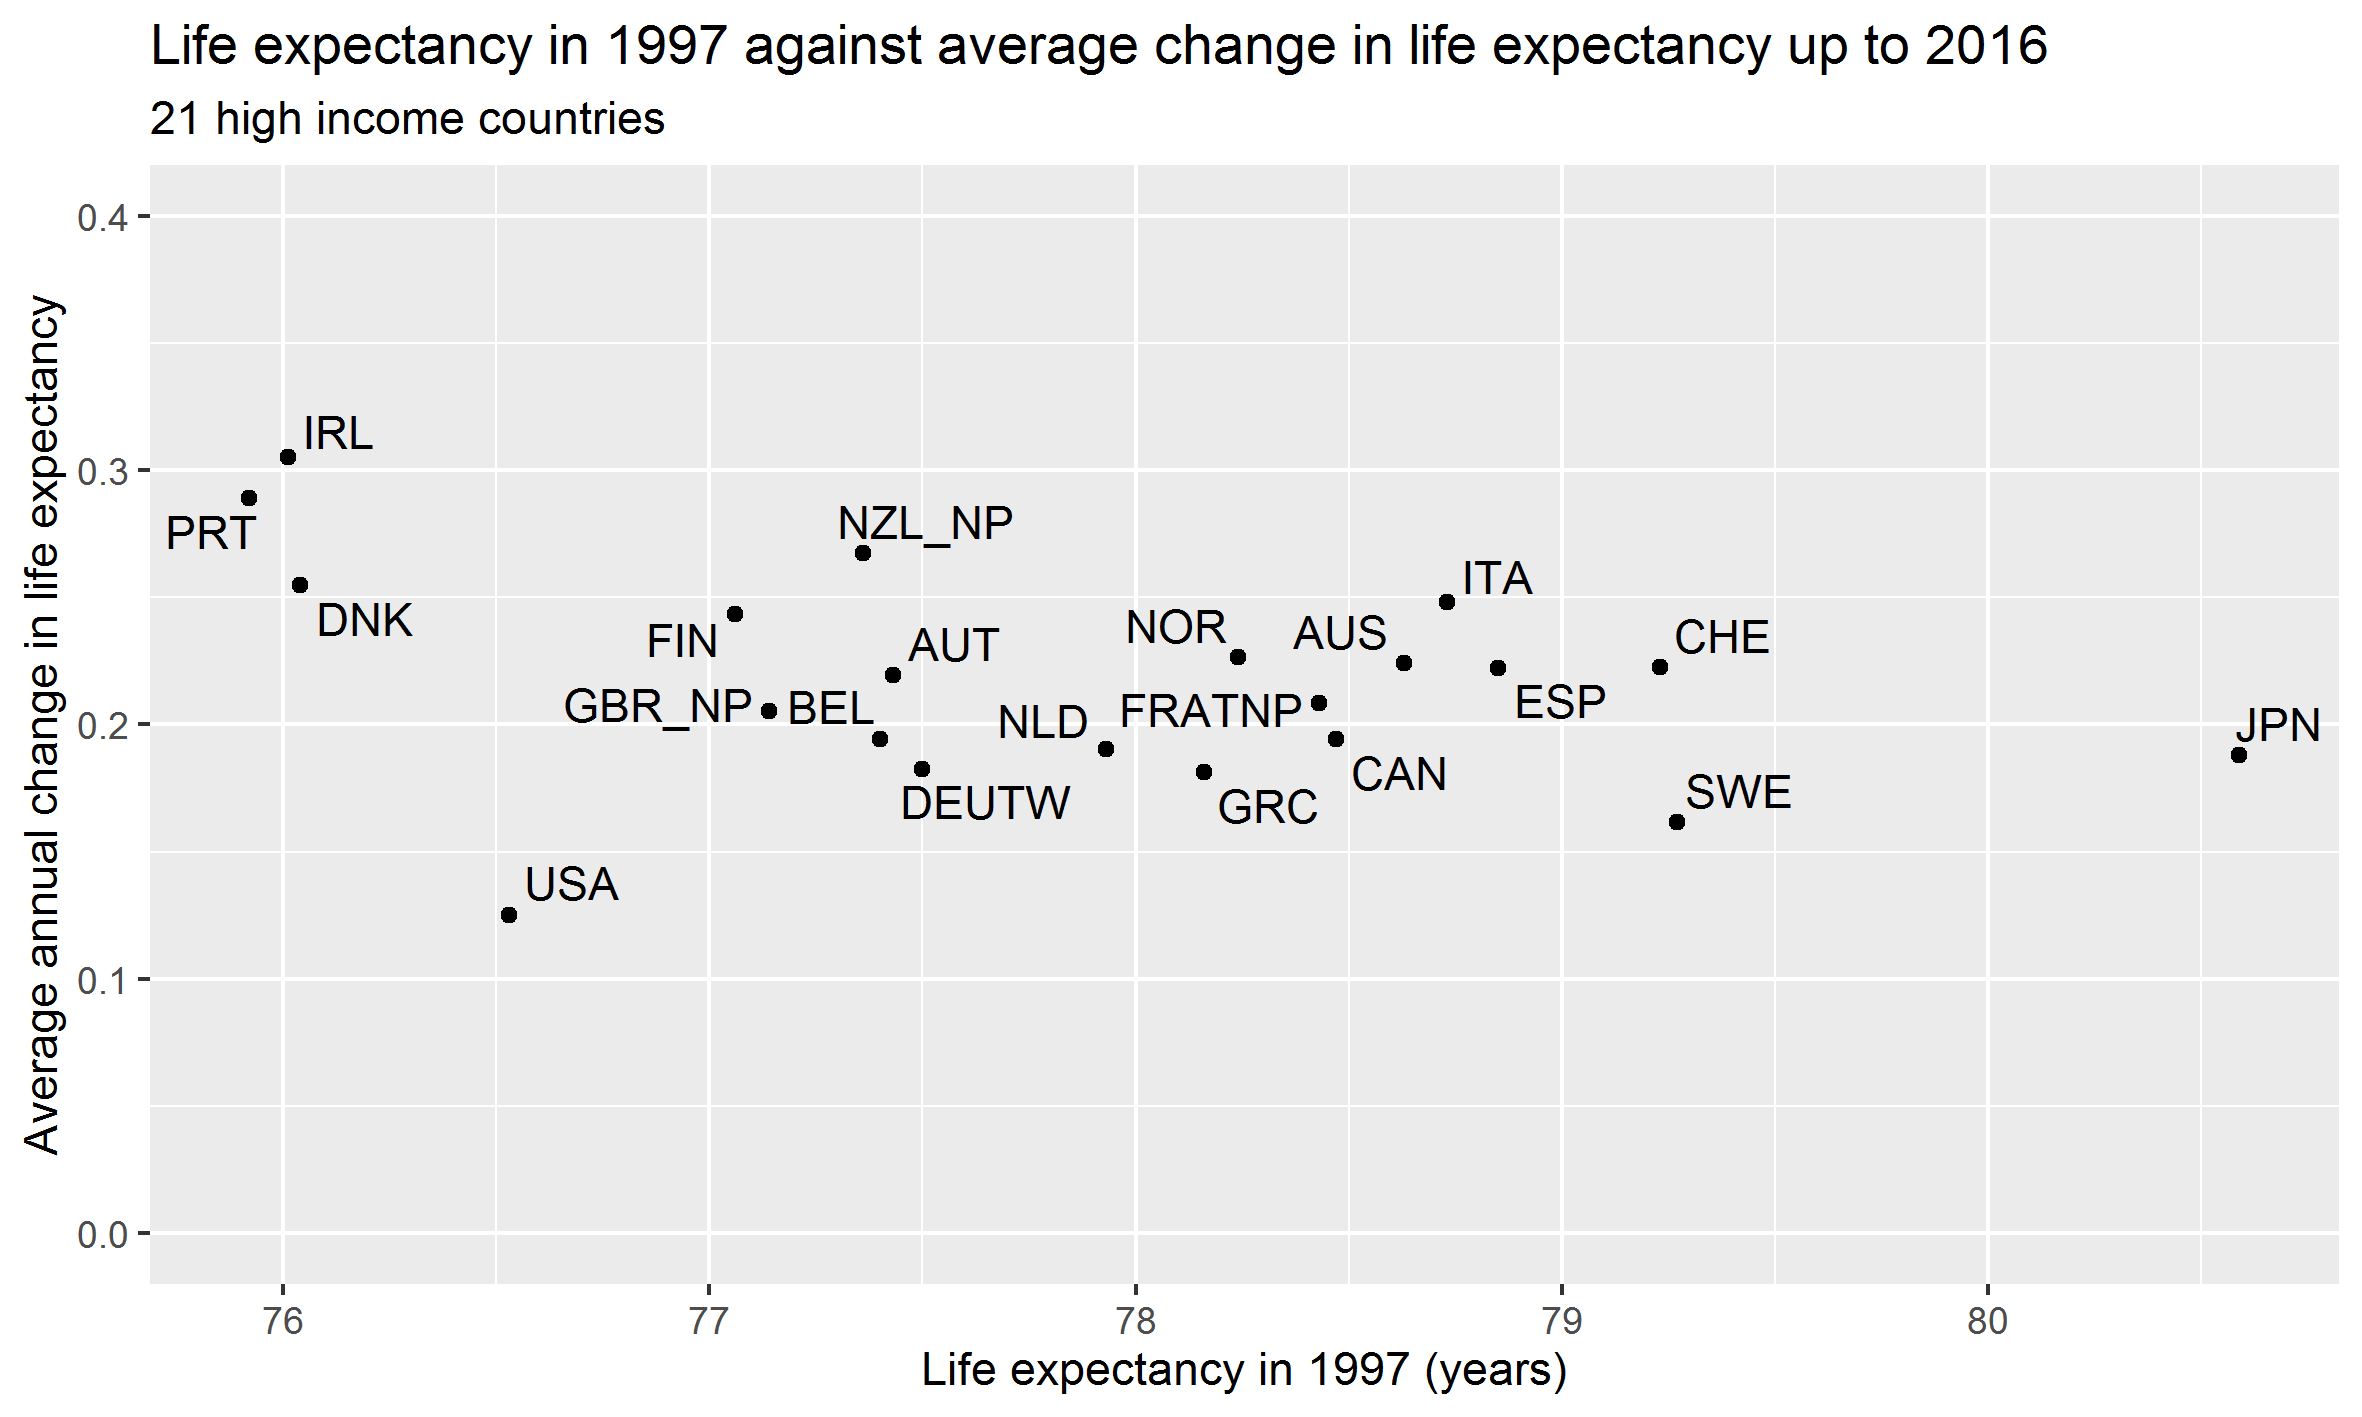 Life expectancy in 1997 against average change in life expectancy up to 2016
21 high income countries
Average annual change in life expectancy
0.4
0.3
0.2
0.1
0.0
IRL
PRT
DNK
NZL_NP
FIN
AUT
GBR_NP
BEL
DEUTW
USA
NOR
NLD
FRATNP
GRC
CAN
AUS
ITA
ESP
CHE
SWE
JPN
76
77
78
79
80
Life expectancy in 1997 (years)